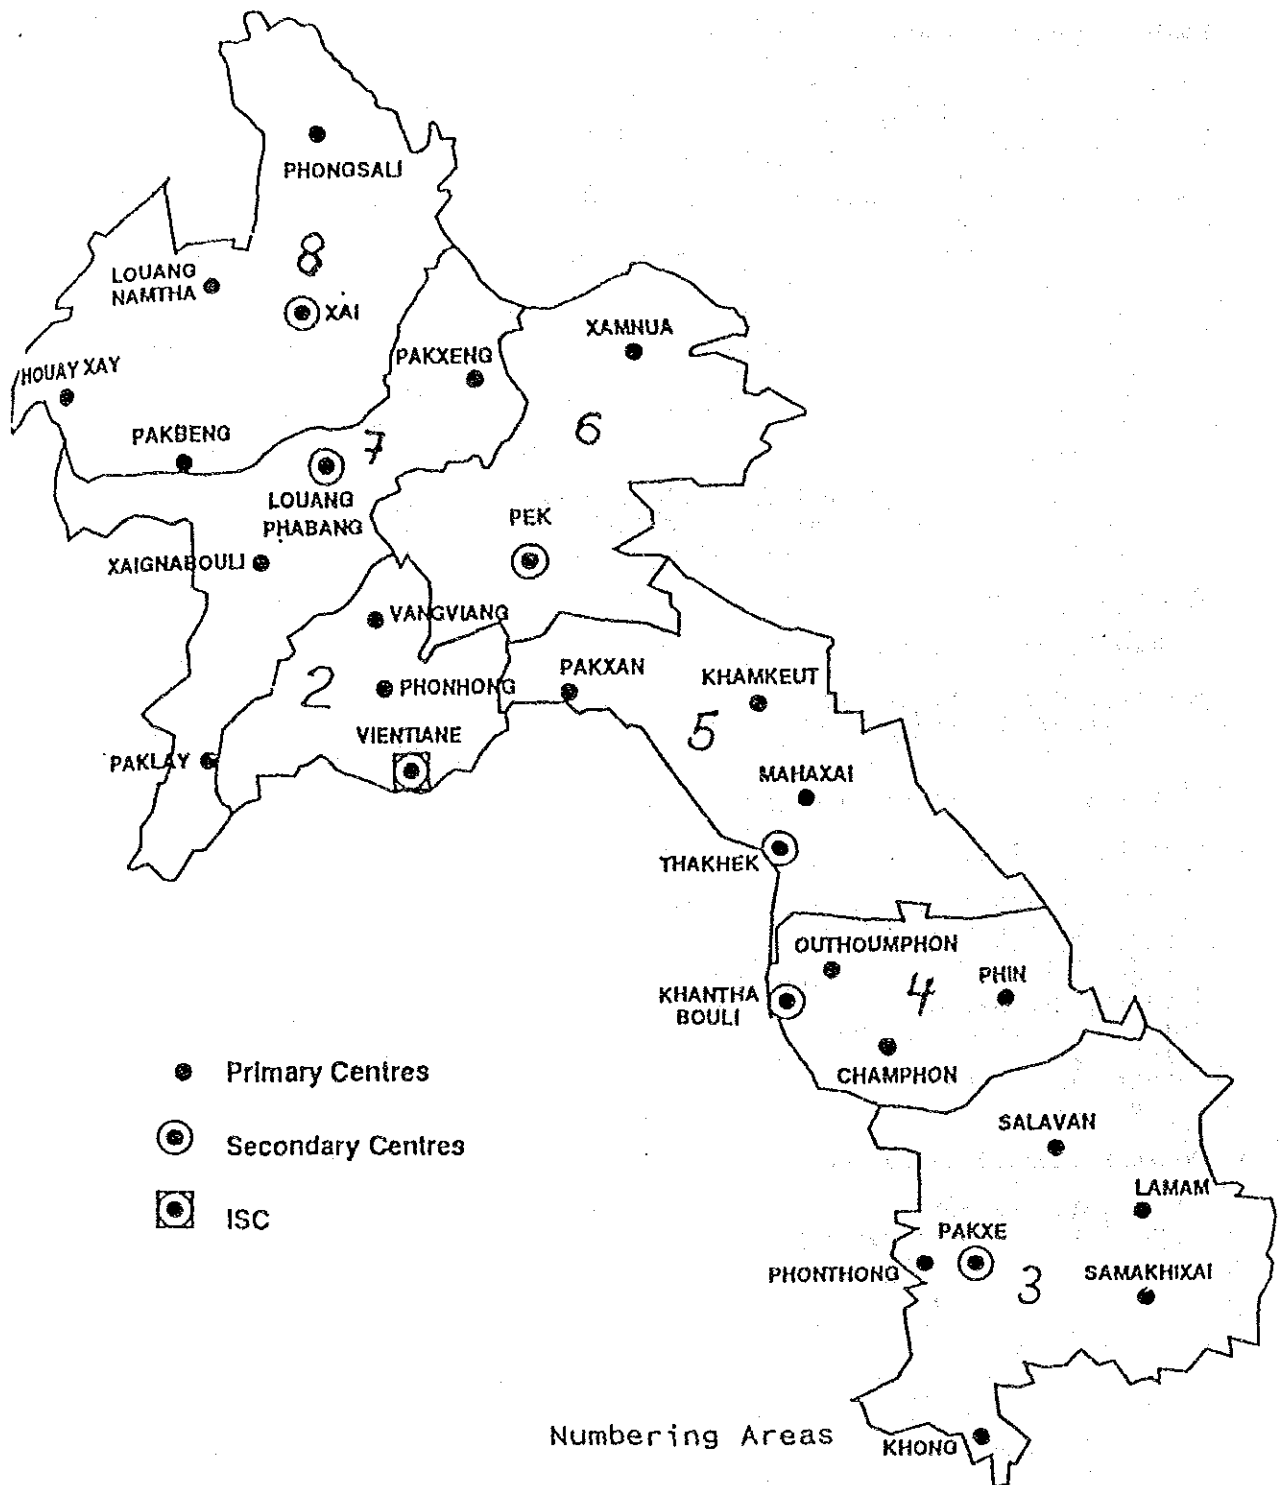 PHONGSALI
8
LOUANG
NAMTHA
XAI
XAMNUA
PAKXENG
HOUAY XAY
6
PAKBENG
7
LOUANG
PHABANG
PEK
XAIGNABOULI
VANGVIANG
PAKXAN
KHAMKEUT
2
PHONHONG
5
VIENTIANE
PAKLAY
MAHAXAI
THAKHEK
OUTHOUMPHON
PHIN
KHANTHA
BOULI
4
CHAMPHON
Primary Centres
SALAVAN
Secondary Centres
LAMAM
ISC
PAKXE
PHONTHONG
3
SAMAKHIXAI
Numbering Areas
KHONG